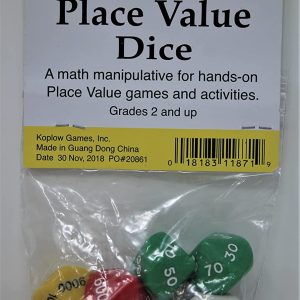 Place Value
Dice
A math manipulative for hands-on
Place Value games and activities.
Grades 2 and up
Koplow Games, Inc.
Made in Guang Dong China
Date 30 Nov, 2018 PO#20861
0 18183 11871 9
9000
50
70 30